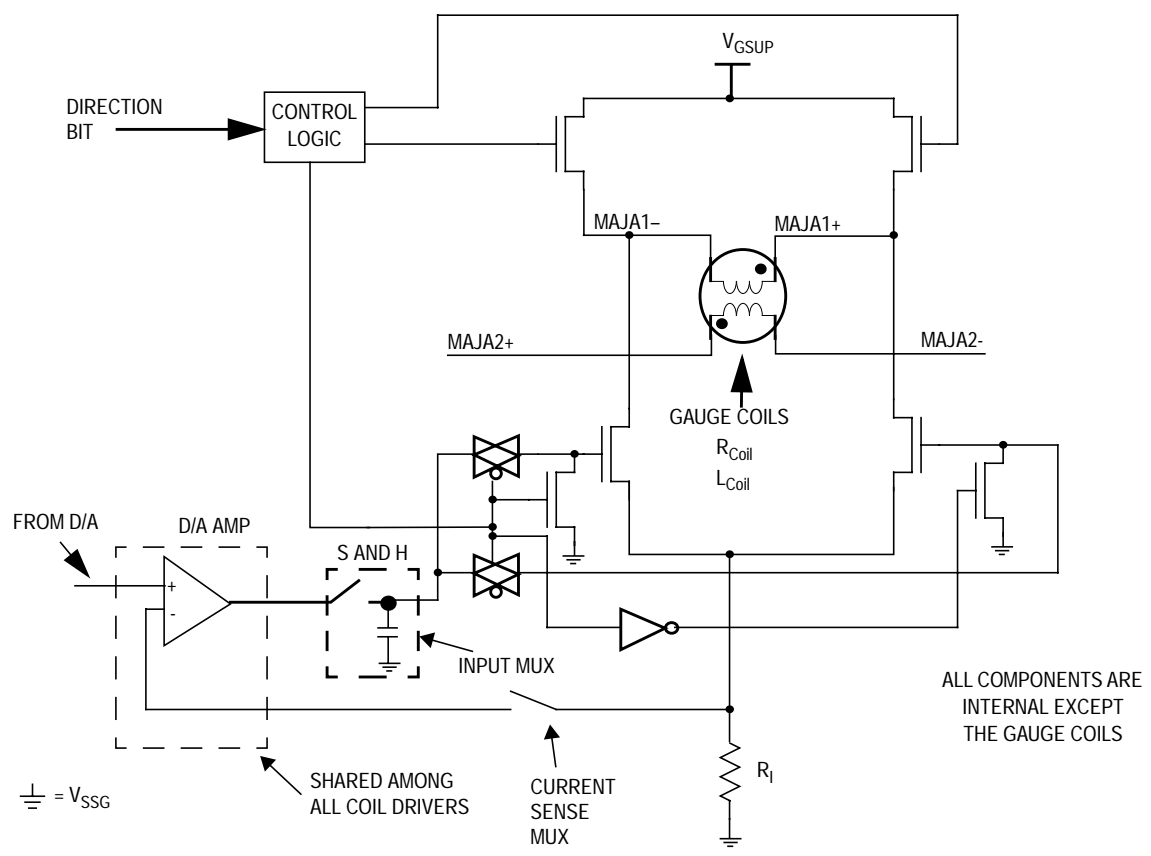 V_GSUP
DIRECTION
BIT
CONTROL
LOGIC
MAJA1–
MAJA1+
MAJA2+
MAJA2-
GAUGE COILS
R_Coil
L_Coil
FROM D/A
D/A AMP
S AND H
+
-
INPUT MUX
ALL COMPONENTS ARE
INTERNAL EXCEPT
THE GAUGE COILS
R_I
SHARED AMONG
ALL COIL DRIVERS
CURRENT
SENSE
MUX
= V_SSG